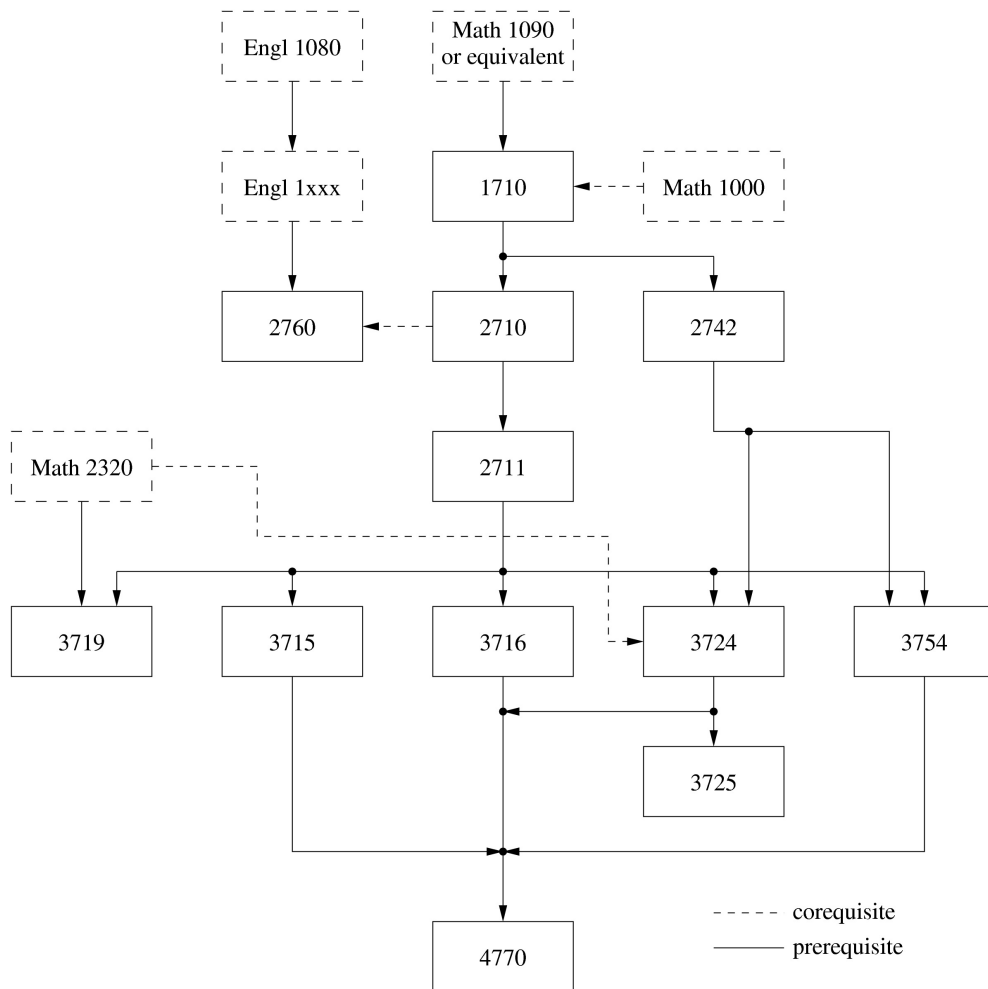 Engl 1080
Math 1090
or equivalent
Engl 1xxx
1710
Math 1000
2760
2710
2742
Math 2320
2711
3719
3715
3716
3724
3754
3725
4770
corequisite
prerequisite